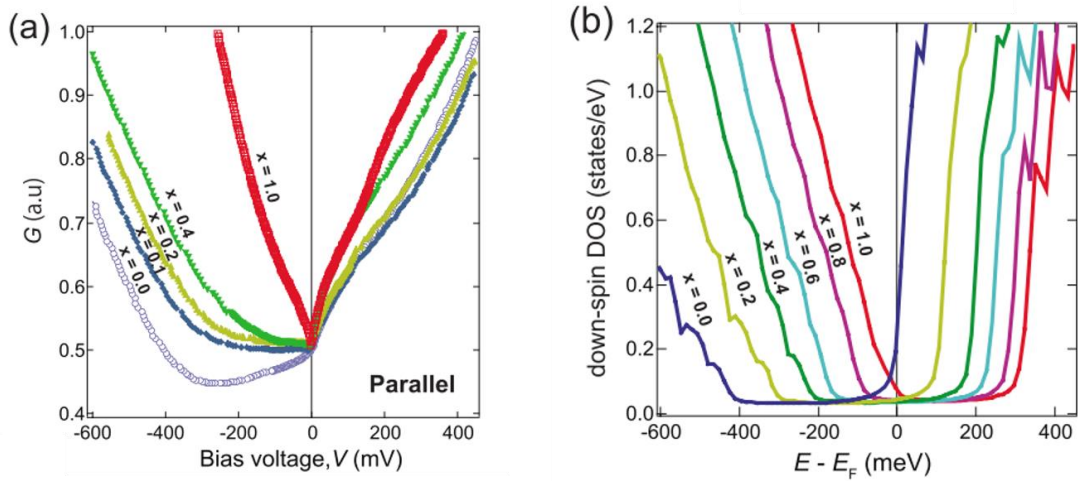 (a)
1.0
0.9
0.8
0.7
0.6
0.5
0.4
G (a.u)
x = 1.0
x = 0.4
x = 0.2
x = 0.1
x = 0.0
Parallel
-600 -400 -200 0 200 400
Bias voltage, V (mV)
(b)
1.2
1.0
0.8
0.6
0.4
0.2
0.0
down-spin DOS (states/eV)
x = 0.0
x = 0.2
x = 0.4
x = 0.6
x = 0.8
x = 1.0
-600 -400 -200 0 200 400
E - EF (meV)